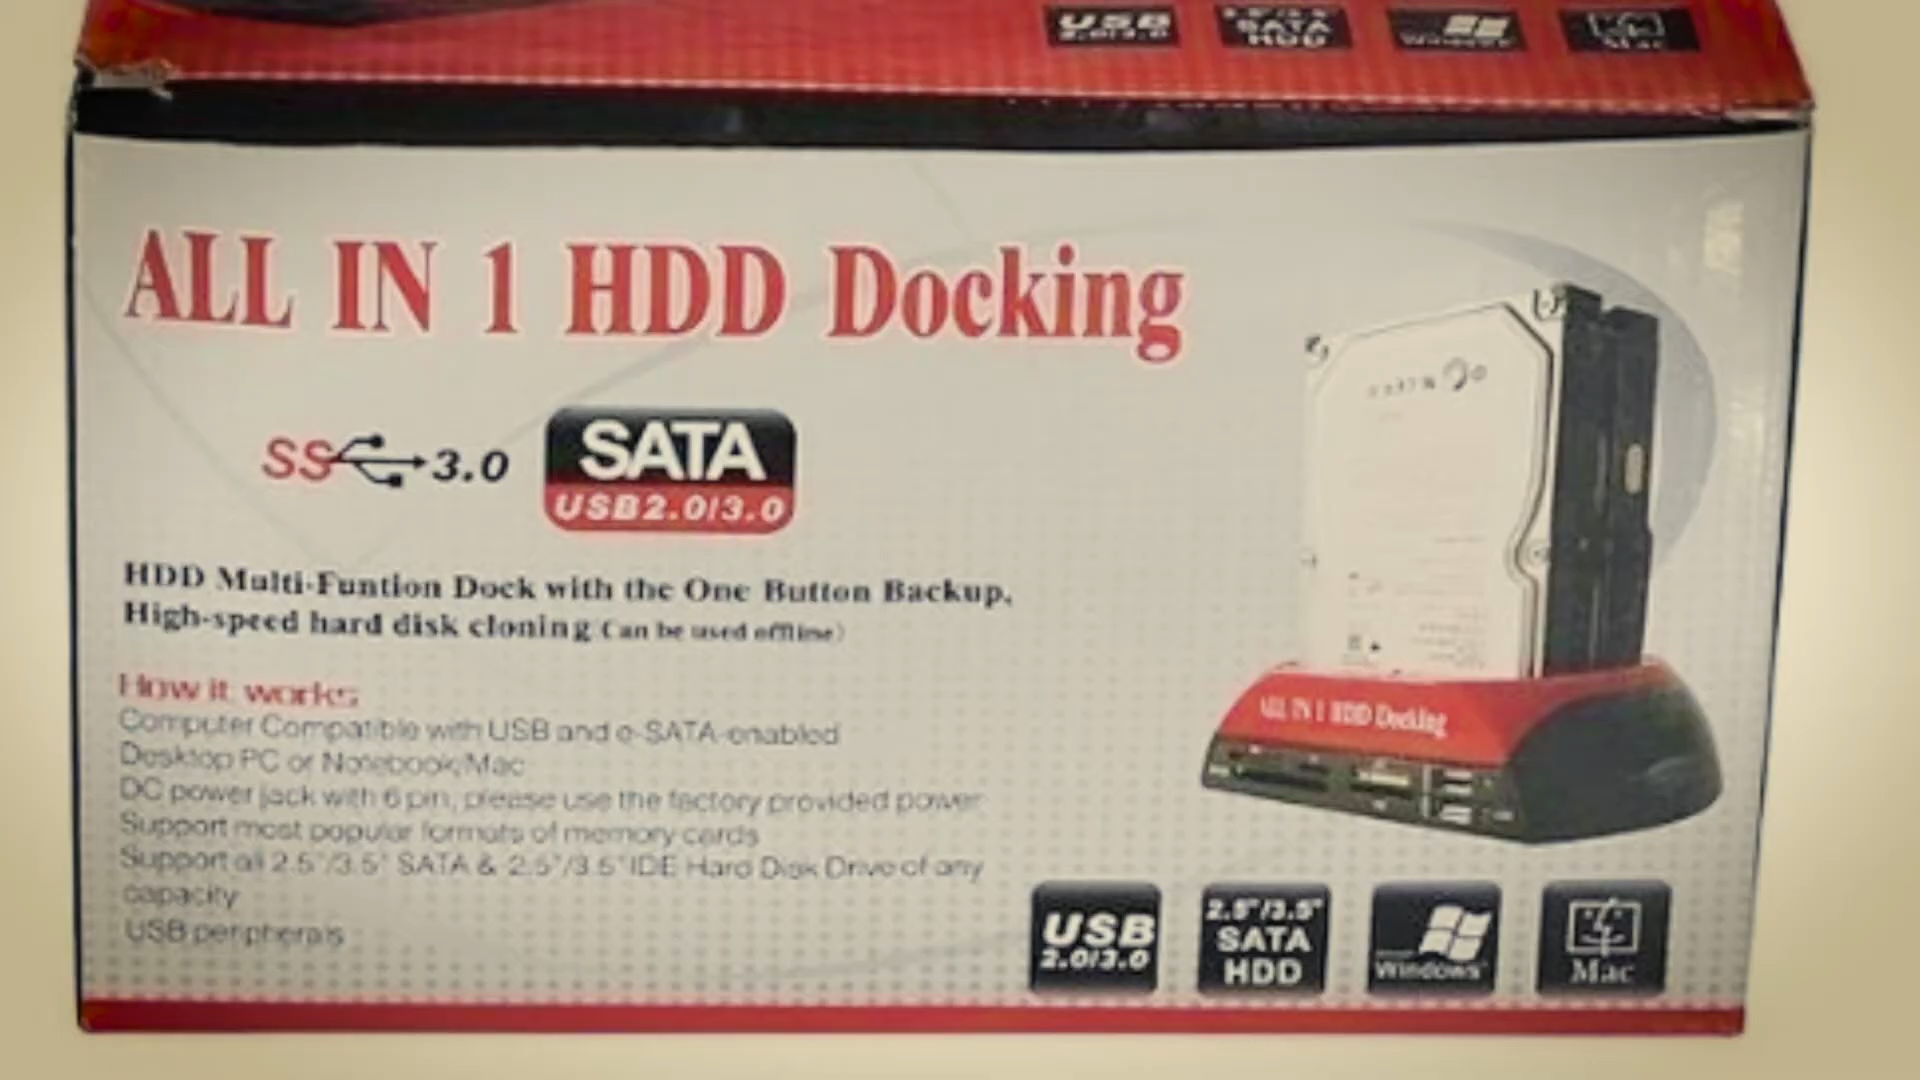 USB
2.0/3.0
SATA
HDD
Windows
Mac
ALL IN 1 HDD Docking
SS 3.0
SATA
USB2.0/3.0
HDD Multi-Funtion Dock with the One Button Backup,
High-speed hard disk cloning(Can be used offline)
How it works:
Computer Compatible with USB and e-SATA-enabled
Desktop PC or Notebook/Mac
DC power jack with 6 pin, please use the factory provided power
Support most popular formats of memory cards
Support all 2.5"/3.5" SATA & 2.5"/3.5"IDE Hard Disk Drive of any
capacity
USB peripherals
ALL IN 1 HDD Docking
USB
2.0/3.0
2.5"/3.5"
SATA
HDD
Windows
Mac